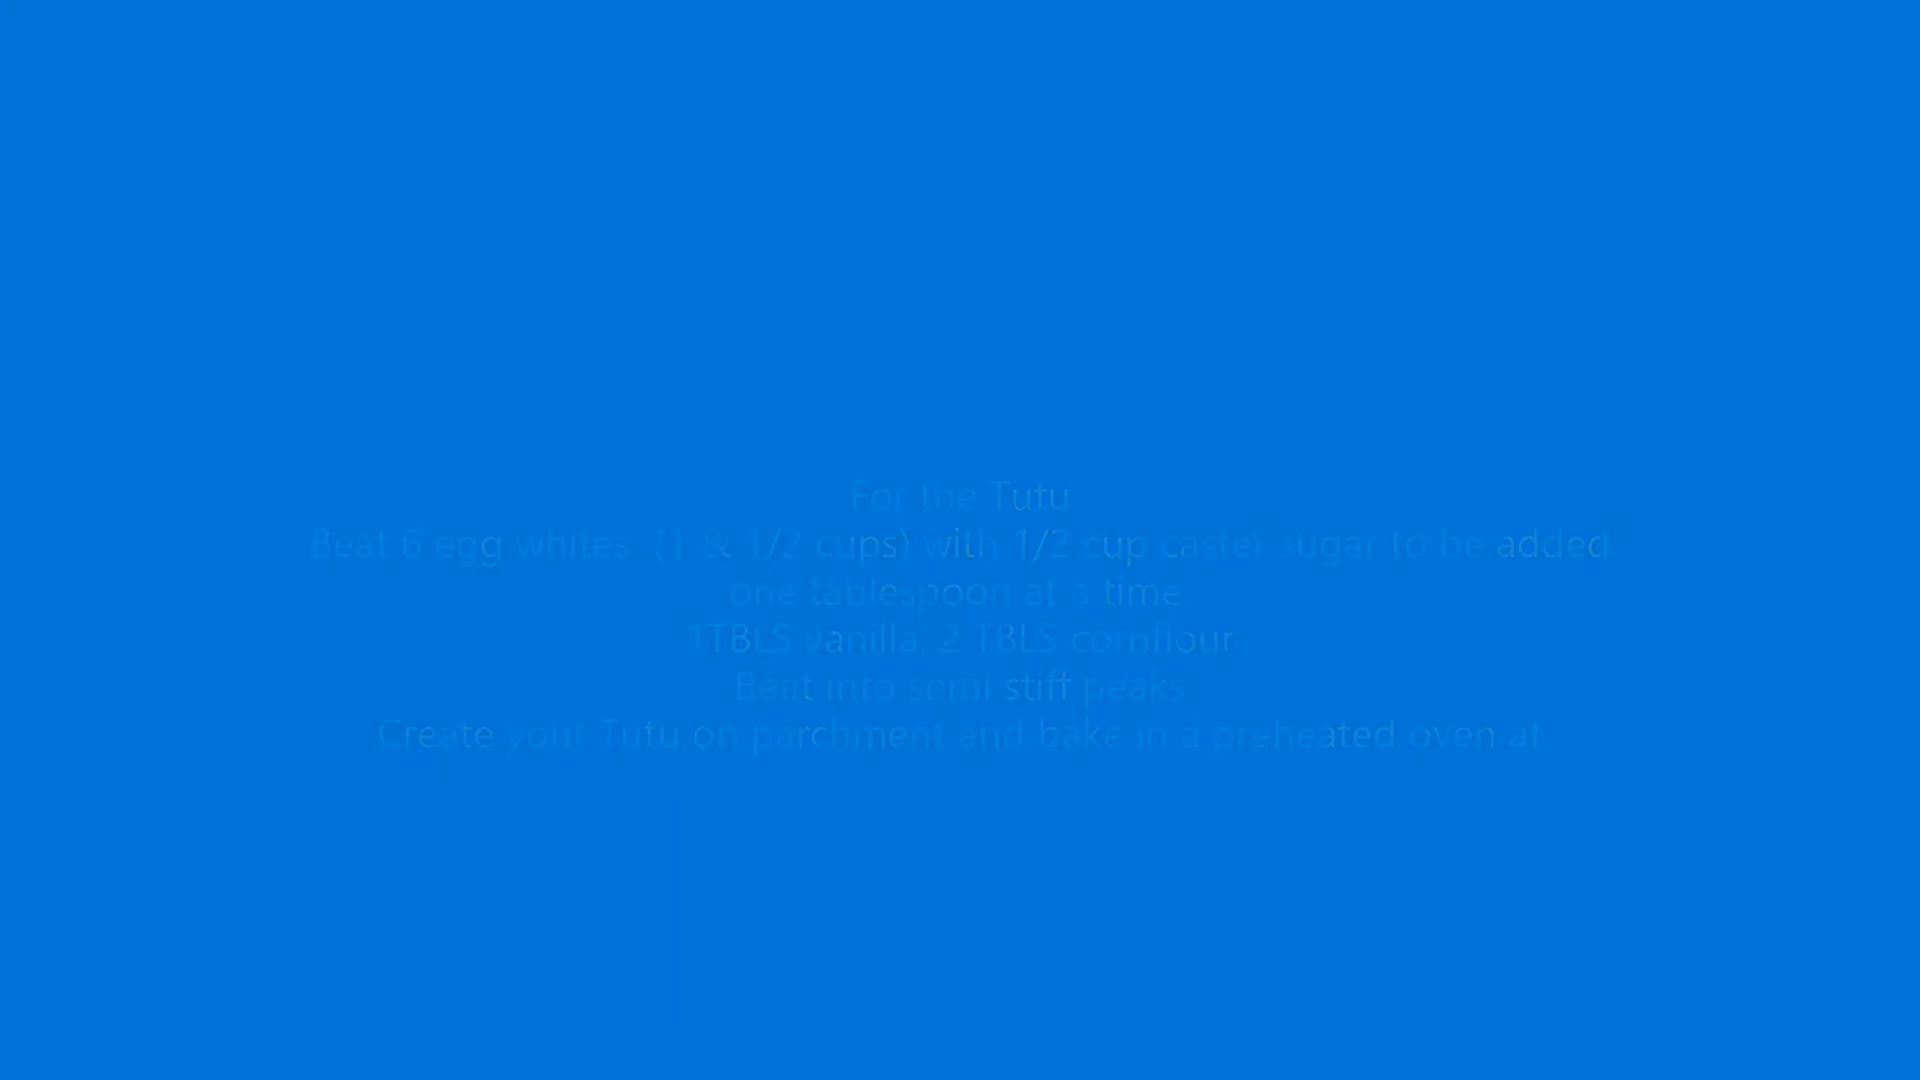 For the Tutu
Beat 6 egg whites (1 & 1/2 cups) with 1/2 cup caster sugar to be added
one tablespoon at a time
1TBLS vanilla, 2 TBLS cornflour
Beat into semi stiff peaks
Create your Tutu on parchment and bake in a preheated oven at